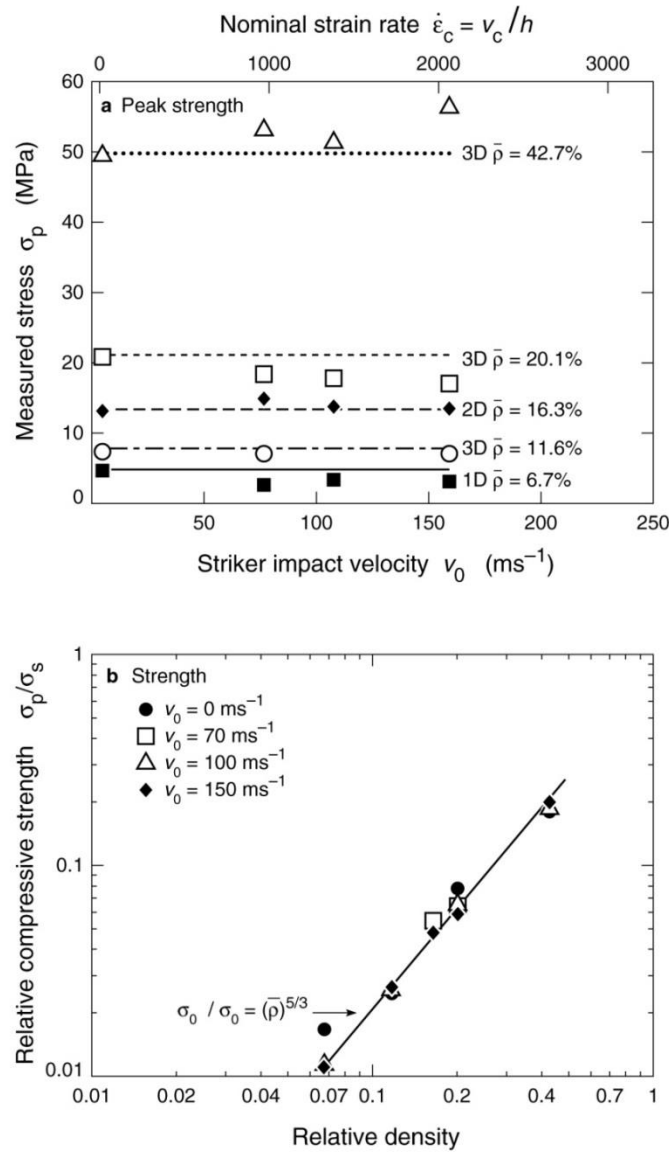 Nominal strain rate ε̇c = vc/h
0 1000 2000 3000
a Peak strength
Measured stress σp (MPa)
60
50
40
30
20
10
0
3D ρ̄ = 42.7%
3D ρ̄ = 20.1%
2D ρ̄ = 16.3%
3D ρ̄ = 11.6%
1D ρ̄ = 6.7%
50 100 150 200 250
Striker impact velocity v0 (ms−1)
b Strength
v0 = 0 ms−1
v0 = 70 ms−1
v0 = 100 ms−1
v0 = 150 ms−1
Relative compressive strength σp/σs
1
0.1
0.01
σ0 / σ0 = (ρ̄)5/3
0.01 0.02 0.04 0.07 0.1 0.2 0.4 0.7 1
Relative density